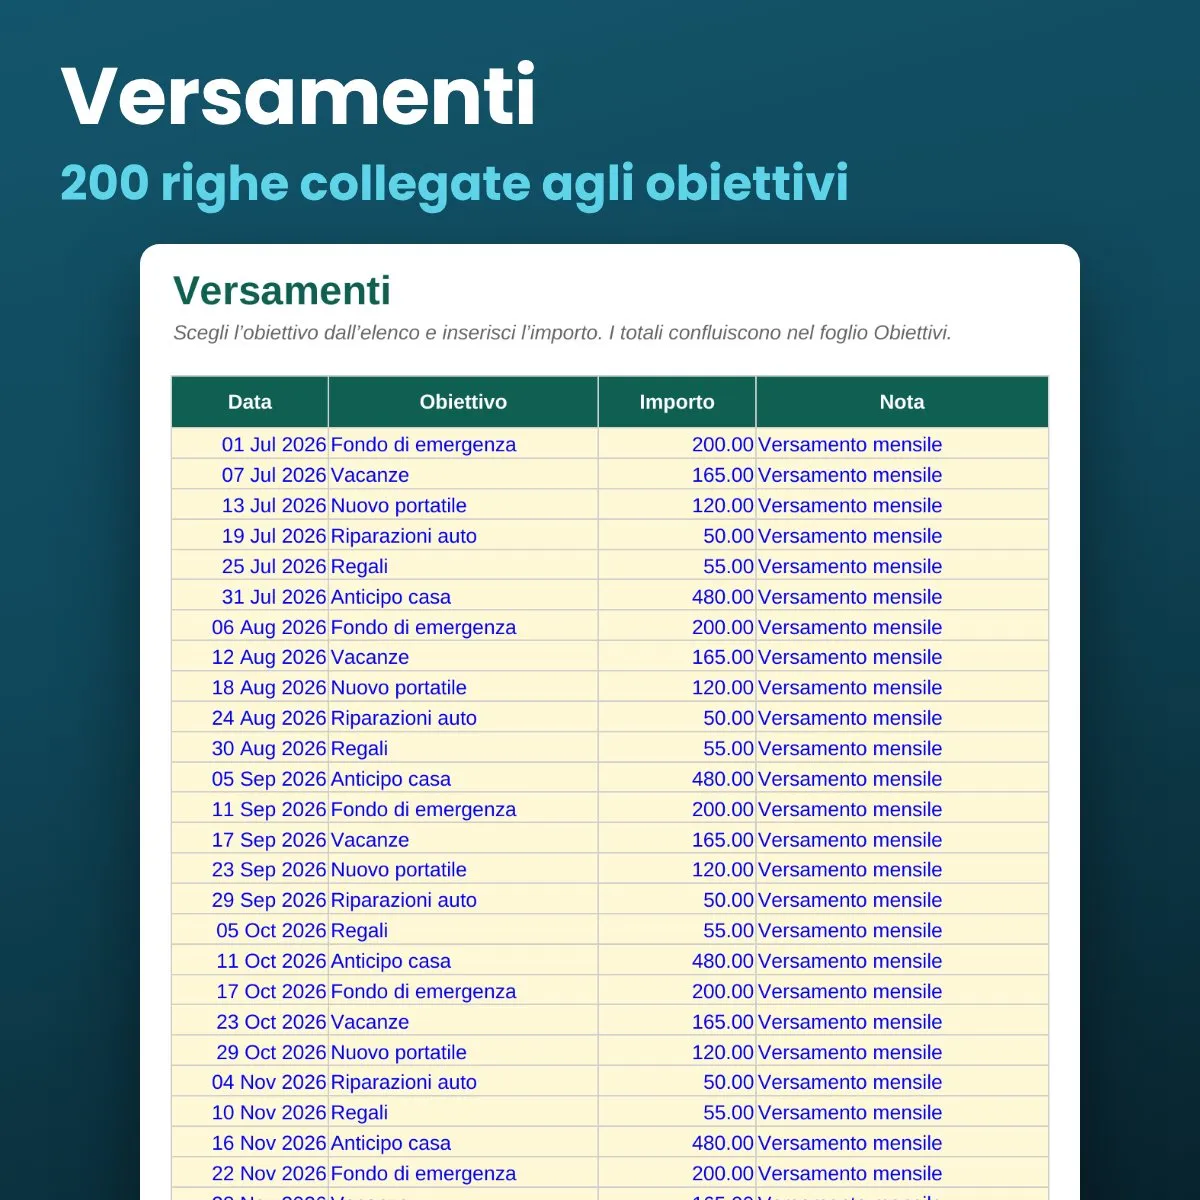 Versamenti
200 righe collegate agli obiettivi
Versamenti
Scegli l’obiettivo dall’elenco e inserisci l’importo. I totali confluiscono nel foglio Obiettivi.
Data Obiettivo Importo Nota
01 Jul 2026 Fondo di emergenza 200.00 Versamento mensile
07 Jul 2026 Vacanze 165.00 Versamento mensile
13 Jul 2026 Nuovo portatile 120.00 Versamento mensile
19 Jul 2026 Riparazioni auto 50.00 Versamento mensile
25 Jul 2026 Regali 55.00 Versamento mensile
31 Jul 2026 Anticipo casa 480.00 Versamento mensile
06 Aug 2026 Fondo di emergenza 200.00 Versamento mensile
12 Aug 2026 Vacanze 165.00 Versamento mensile
18 Aug 2026 Nuovo portatile 120.00 Versamento mensile
24 Aug 2026 Riparazioni auto 50.00 Versamento mensile
30 Aug 2026 Regali 55.00 Versamento mensile
05 Sep 2026 Anticipo casa 480.00 Versamento mensile
11 Sep 2026 Fondo di emergenza 200.00 Versamento mensile
17 Sep 2026 Vacanze 165.00 Versamento mensile
23 Sep 2026 Nuovo portatile 120.00 Versamento mensile
29 Sep 2026 Riparazioni auto 50.00 Versamento mensile
05 Oct 2026 Regali 55.00 Versamento mensile
11 Oct 2026 Anticipo casa 480.00 Versamento mensile
17 Oct 2026 Fondo di emergenza 200.00 Versamento mensile
23 Oct 2026 Vacanze 165.00 Versamento mensile
29 Oct 2026 Nuovo portatile 120.00 Versamento mensile
04 Nov 2026 Riparazioni auto 50.00 Versamento mensile
10 Nov 2026 Regali 55.00 Versamento mensile
16 Nov 2026 Anticipo casa 480.00 Versamento mensile
22 Nov 2026 Fondo di emergenza 200.00 Versamento mensile